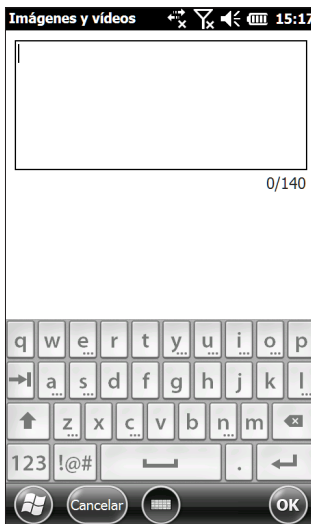 Imágenes y vídeos 15:17
0/140
q w e r t y u i o p
a s d f g h j k l
z x c v b n m
123 !@# .
Cancelar OK